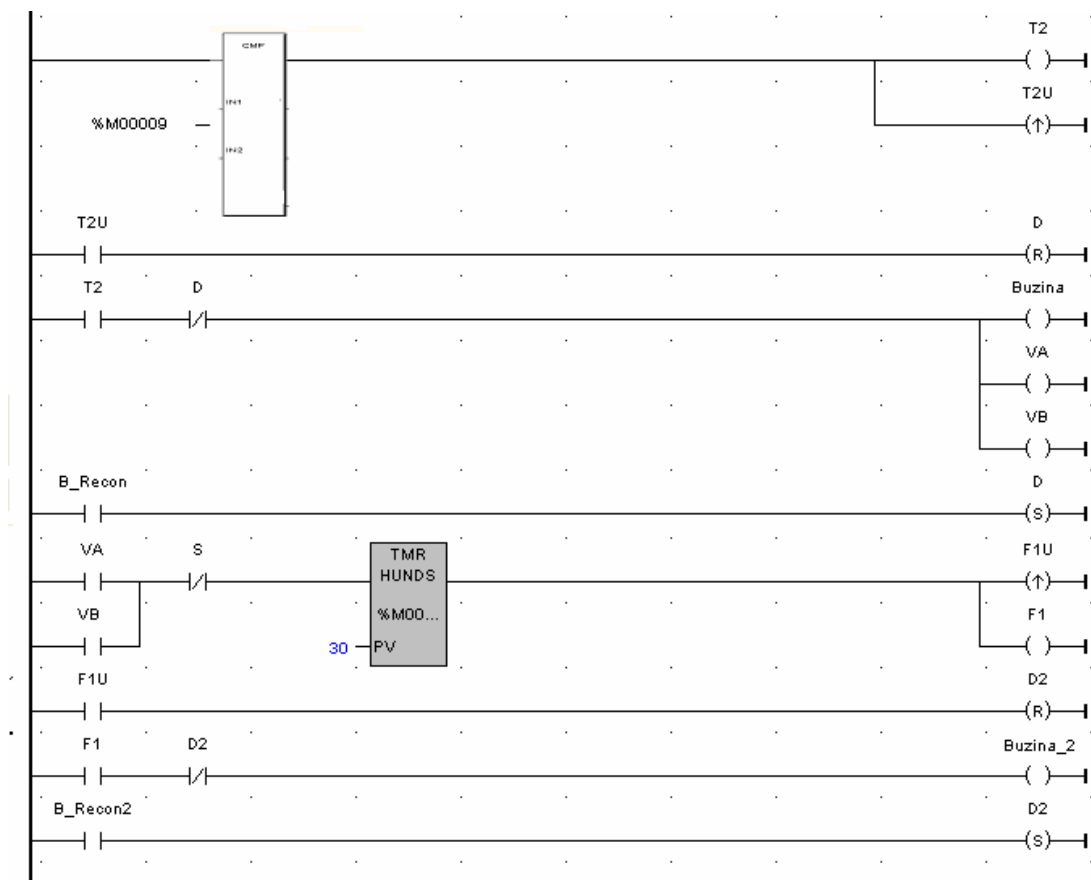 T2
CMP
( )
T2U
IN1
(↑)
%M00009
IN2
T2U
D
(R)
T2
D
Buzina
( )
VA
( )
VB
( )
B_Recon
D
(S)
VA
S
TMR
F1U
HUNDS
(↑)
VB
%M00...
F1
30
PV
( )
F1U
D2
(R)
F1
D2
Buzina_2
( )
B_Recon2
D2
(S)